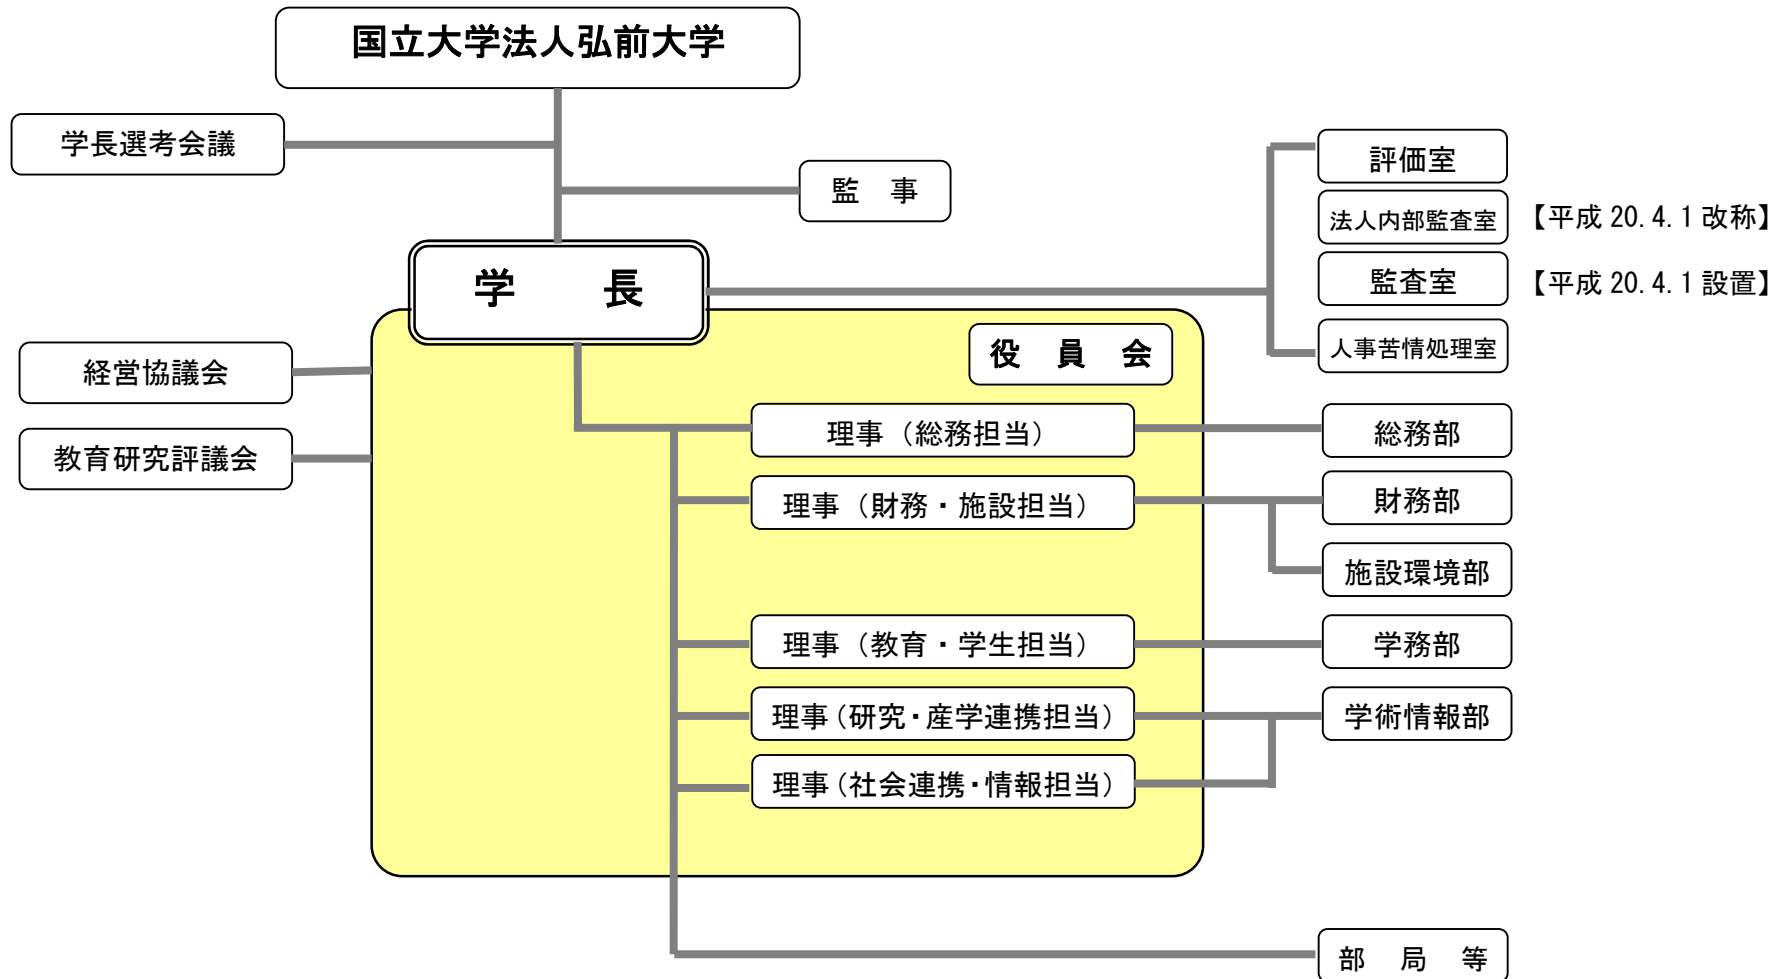 国立大学法人弘前大学
学長選考会議
監　事
評価室
法人内部監査室 【平成 20.4.1 改称】
学　　長
監査室 【平成 20.4.1 設置】
人事苦情処理室
役　員　会
経営協議会
教育研究評議会
理事（総務担当） 総務部
理事（財務・施設担当） 財務部
施設環境部
理事（教育・学生担当） 学務部
理事（研究・産学連携担当） 学術情報部
理事（社会連携・情報担当）
部　局　等